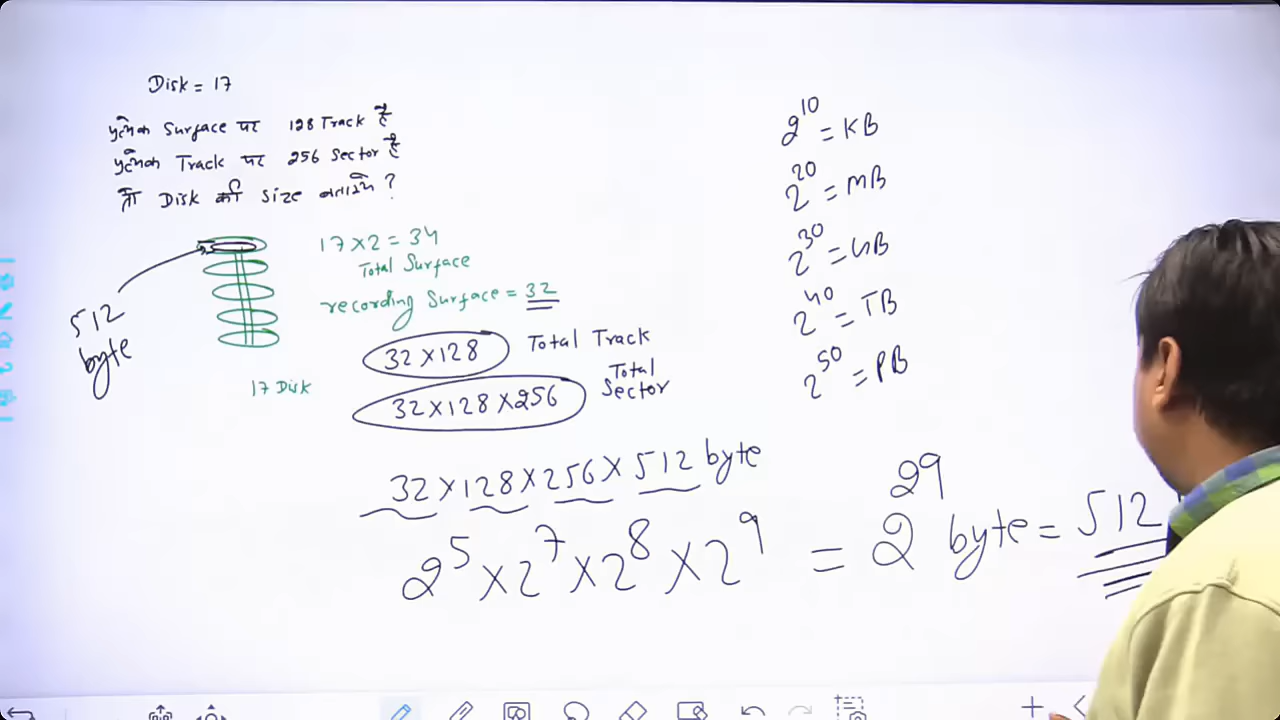 Disk = 17
प्रत्येक Surface पर 128 Track है
प्रत्येक Track पर 256 Sector है
तो Disk की Size बताये ?
17 × 2 = 34
Total Surface
recording Surface = 32
512
byte
17 Disk
32 × 128 Total Track
32 × 128 × 256 Total Sector
32 × 128 × 256 × 512 byte
2⁵ × 2⁷ × 2⁸ × 2⁹ = 2²⁹ byte = 512
2¹⁰ = KB
2²⁰ = MB
2³⁰ = GB
2⁴⁰ = TB
2⁵⁰ = PB